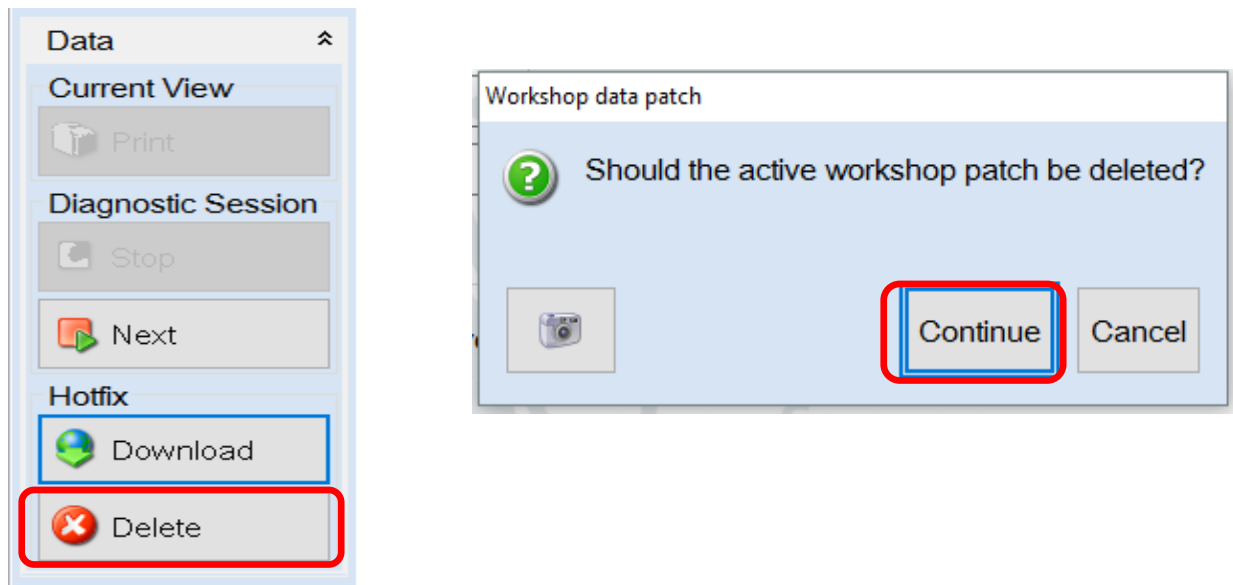 Data
Current View
Print
Diagnostic Session
Stop
Next
Hotfix
Download
Delete
Workshop data patch
Should the active workshop patch be deleted?
Continue
Cancel